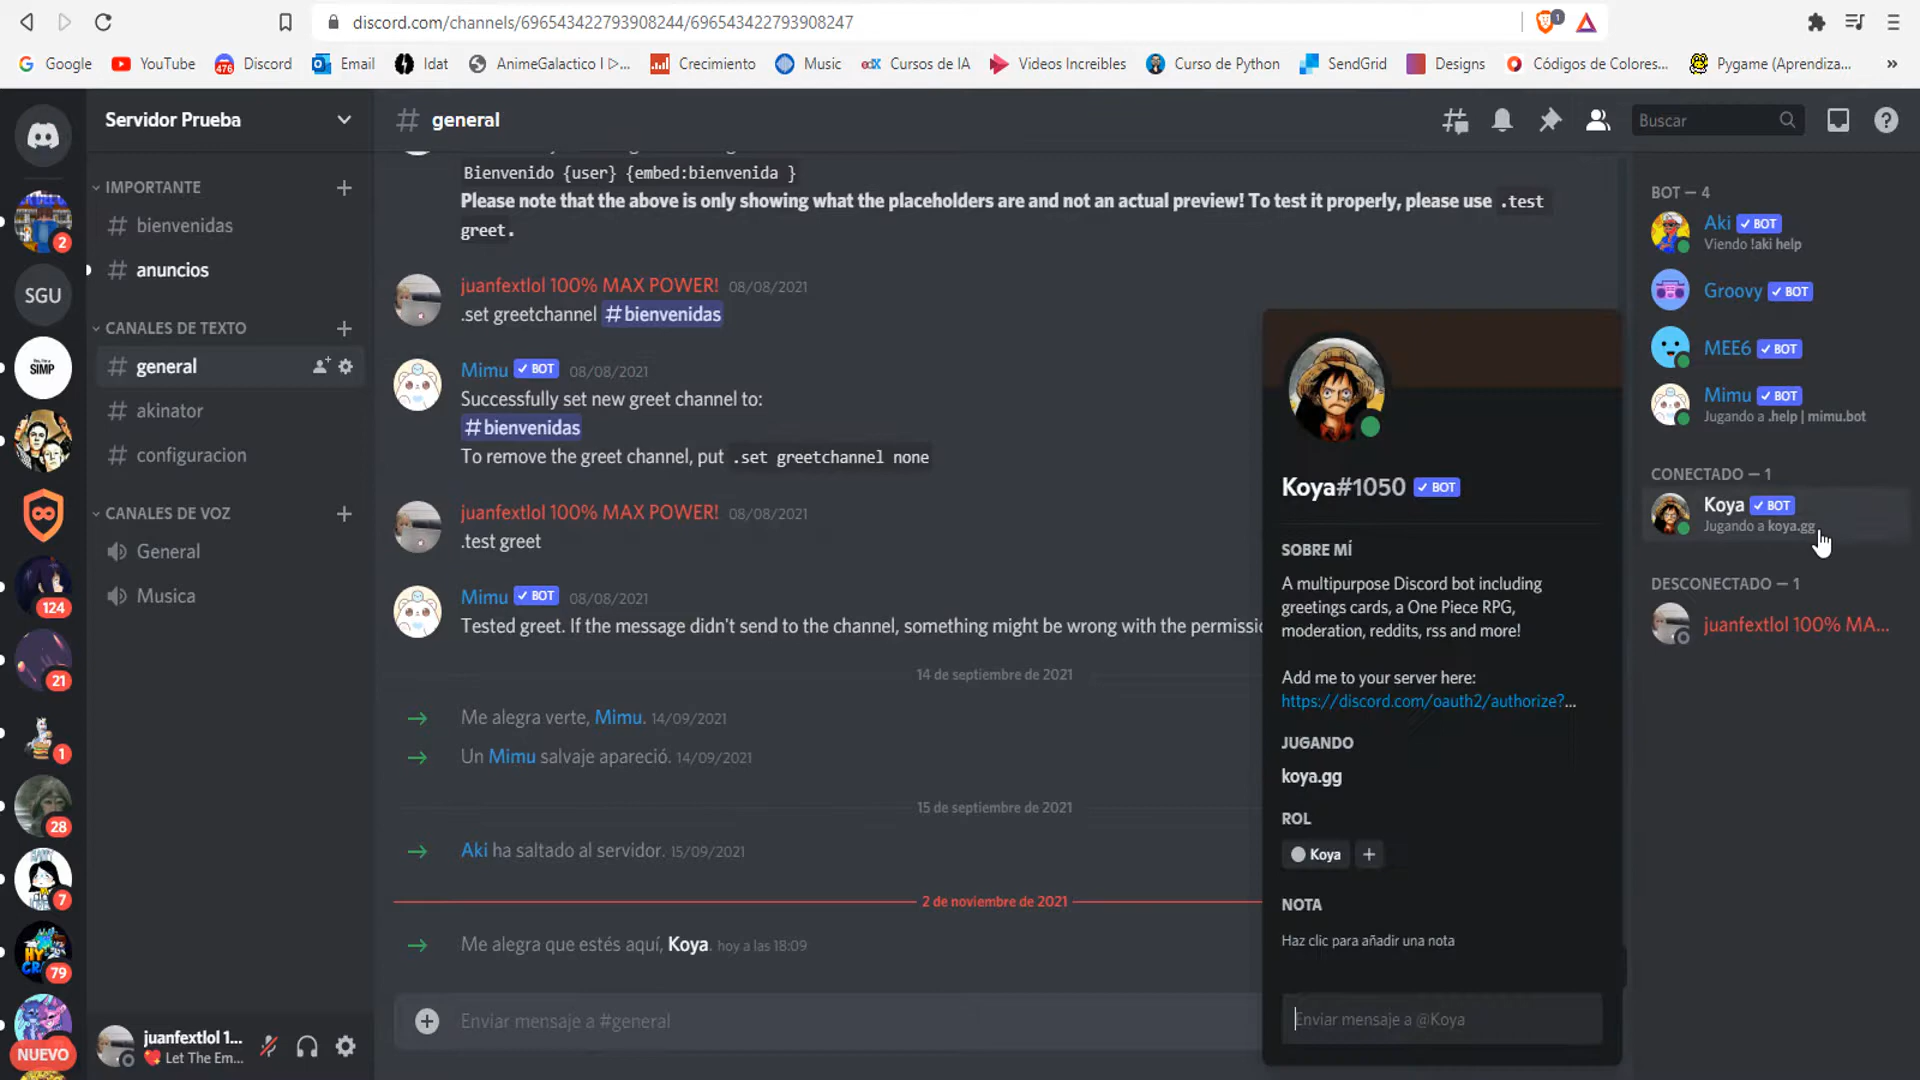 discord.com/channels/696543422793908244/696543422793908247
1
Google
YouTube
476
Discord
Email
Idat
AnimeGalactico I ▷...
Crecimiento
Music
edX
Cursos de IA
Videos Increibles
Curso de Python
SendGrid
Designs
Códigos de Colores...
Pygame (Aprendiza...
»
Servidor Prueba
# general
Buscar
IMPORTANTE
# bienvenidas
# anuncios
CANALES DE TEXTO
# general
# akinator
# configuracion
CANALES DE VOZ
General
Musica
2
SGU
SIMP
124
21
1
28
7
79
NUEVO
juanfextlol 1...
Let The Em...
Bienvenido {user} {embed:bienvenida }
Please note that the above is only showing what the placeholders are and not an actual preview! To test it properly, please use .test
greet.
juanfextlol 100% MAX POWER! 08/08/2021
.set greetchannel #bienvenidas
Mimu ✓ BOT 08/08/2021
Successfully set new greet channel to:
#bienvenidas
To remove the greet channel, put .set greetchannel none
juanfextlol 100% MAX POWER! 08/08/2021
.test greet
Mimu ✓ BOT 08/08/2021
Tested greet. If the message didn't send to the channel, something might be wrong with the permissi
14 de septiembre de 2021
Me alegra verte, Mimu. 14/09/2021
Un Mimu salvaje apareció. 14/09/2021
15 de septiembre de 2021
Aki ha saltado al servidor. 15/09/2021
2 de noviembre de 2021
Me alegra que estés aquí, Koya. hoy a las 18:09
Enviar mensaje a #general
Koya#1050 ✓ BOT
SOBRE MÍ
A multipurpose Discord bot including
greetings cards, a One Piece RPG,
moderation, reddits, rss and more!
Add me to your server here:
https://discord.com/oauth2/authorize?...
JUGANDO
koya.gg
ROL
Koya +
NOTA
Haz clic para añadir una nota
Enviar mensaje a @Koya
BOT — 4
Aki ✓ BOT
Viendo !aki help
Groovy ✓ BOT
MEE6 ✓ BOT
Mimu ✓ BOT
Jugando a .help | mimu.bot
CONECTADO — 1
Koya ✓ BOT
Jugando a koya.gg
DESCONECTADO — 1
juanfextlol 100% MA...